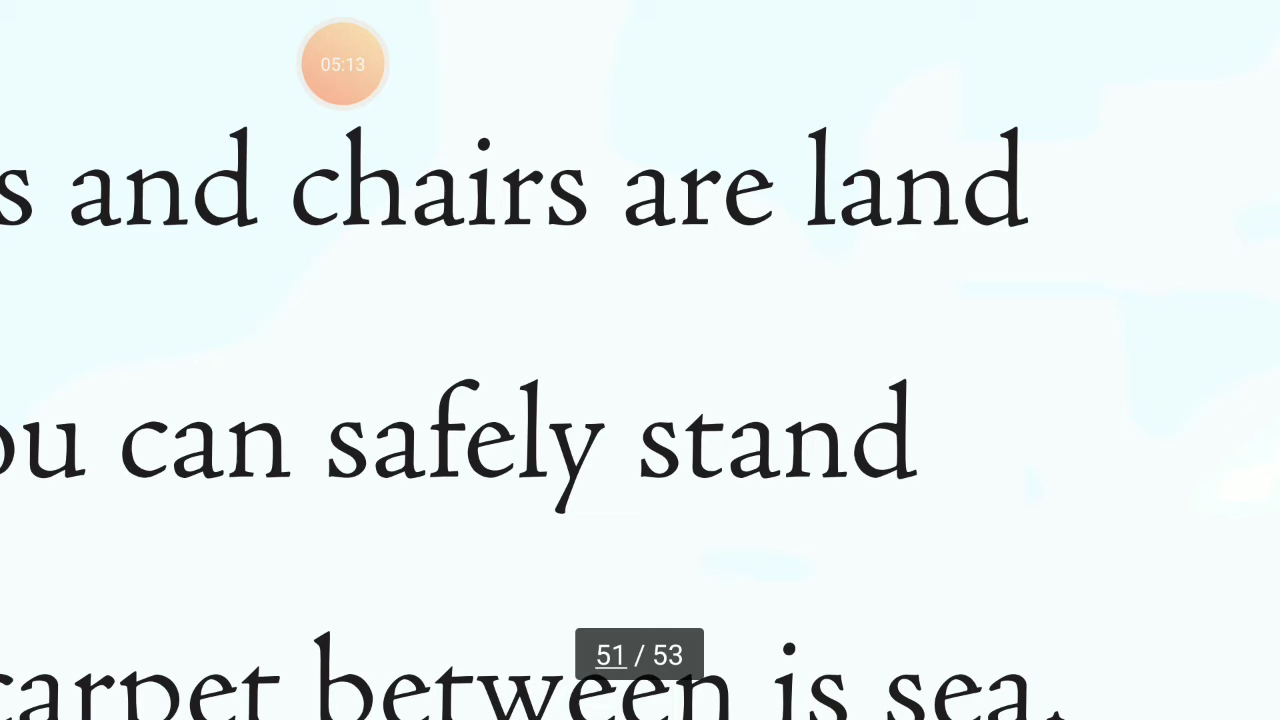 05:13
s and chairs are land
ou can safely stand
carpet between is sea.
51 / 53